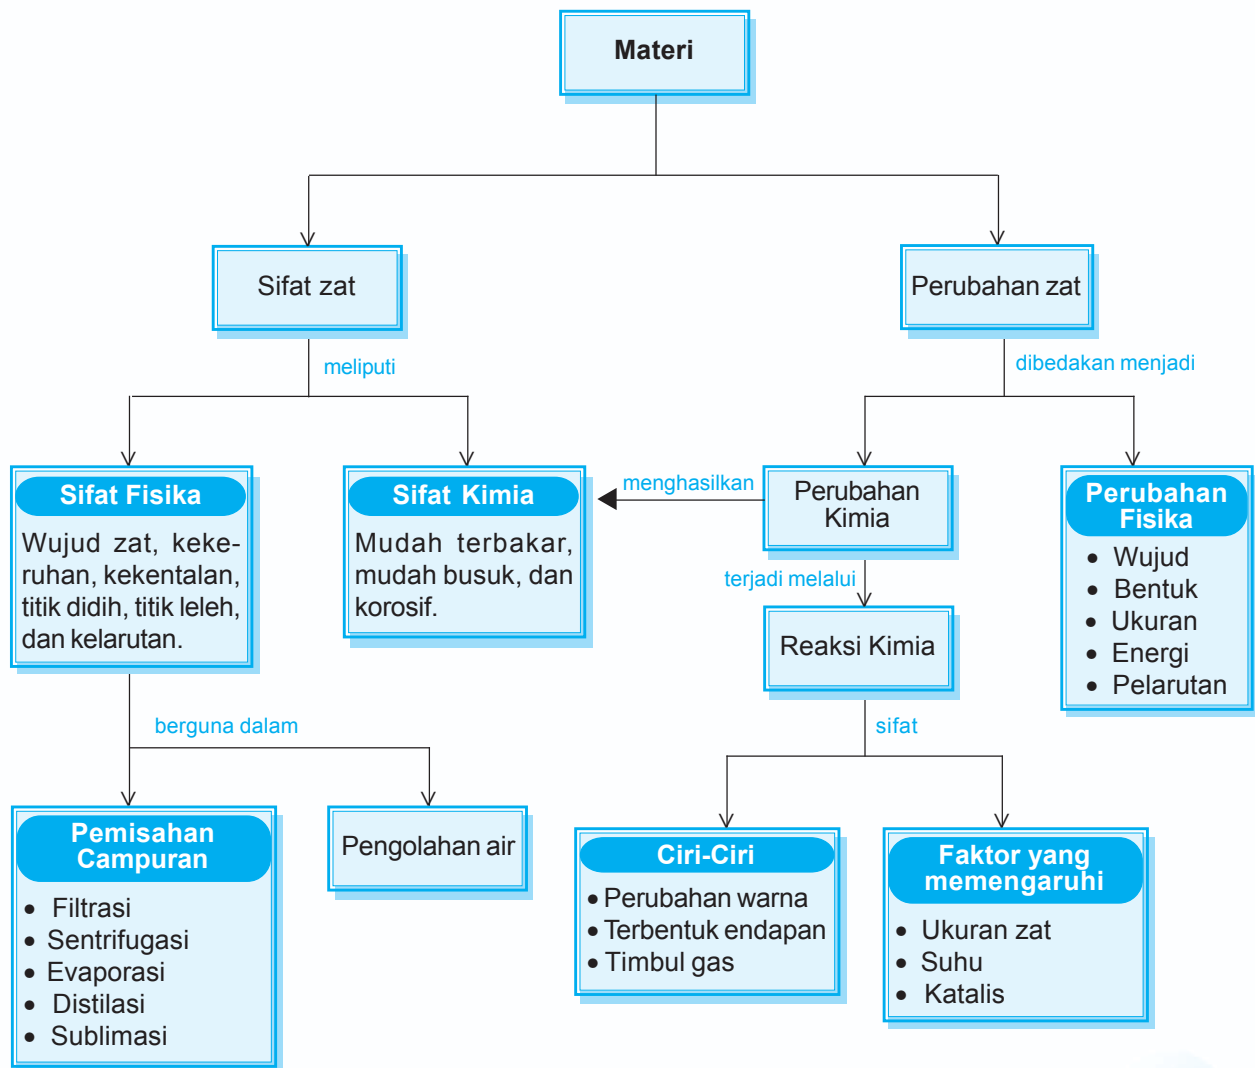 Materi
Sifat zat
Perubahan zat
meliputi
dibedakan menjadi
Sifat Fisika
Wujud zat, keke-
ruhan, kekentalan,
titik didih, titik leleh,
dan kelarutan.
Sifat Kimia
Mudah terbakar,
mudah busuk, dan
korosif.
menghasilkan
Perubahan
Kimia
Perubahan
Fisika
• Wujud
• Bentuk
• Ukuran
• Energi
• Pelarutan
terjadi melalui
Reaksi Kimia
berguna dalam
sifat
Pemisahan
Campuran
• Filtrasi
• Sentrifugasi
• Evaporasi
• Distilasi
• Sublimasi
Pengolahan air
Ciri-Ciri
• Perubahan warna
• Terbentuk endapan
• Timbul gas
Faktor yang
memengaruhi
• Ukuran zat
• Suhu
• Katalis